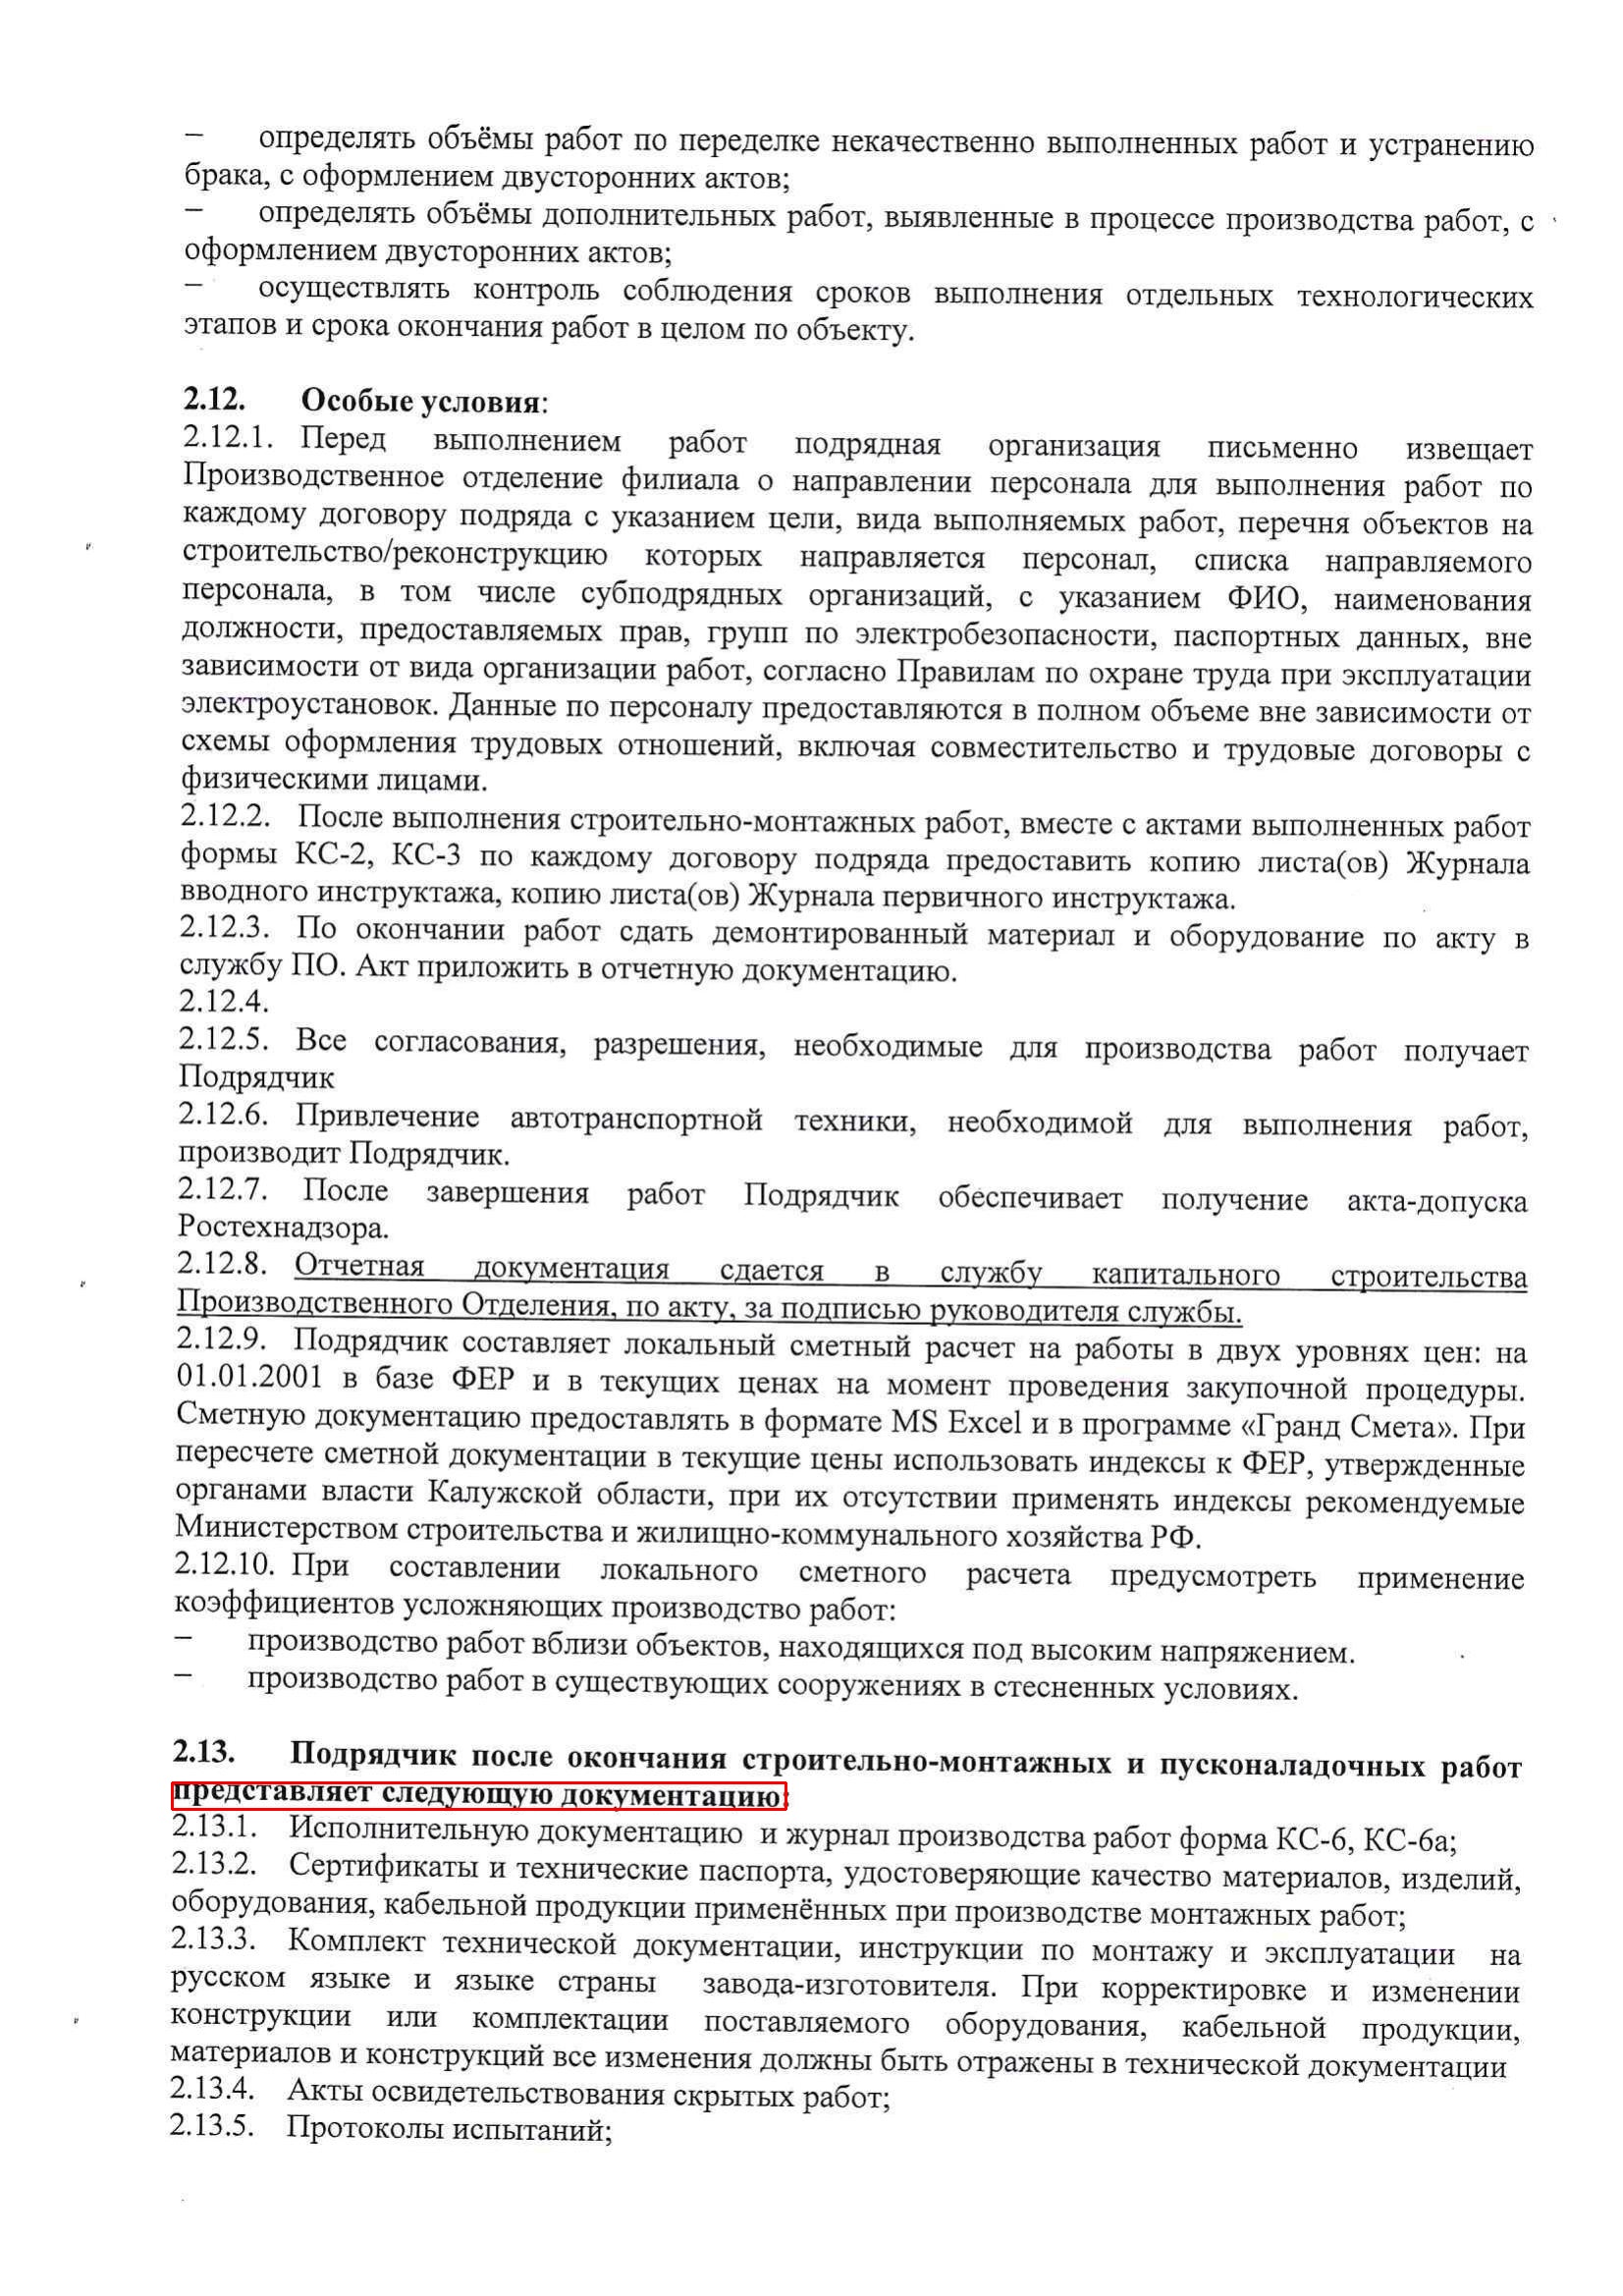 – определять объёмы работ по переделке некачественно выполненных работ и устранению
брака, с оформлением двусторонних актов;
– определять объёмы дополнительных работ, выявленные в процессе производства работ, с
оформлением двусторонних актов;
– осуществлять контроль соблюдения сроков выполнения отдельных технологических
этапов и срока окончания работ в целом по объекту.
2.12. Особые условия:
2.12.1. Перед выполнением работ подрядная организация письменно извещает
Производственное отделение филиала о направлении персонала для выполнения работ по
каждому договору подряда с указанием цели, вида выполняемых работ, перечня объектов на
строительство/реконструкцию которых направляется персонал, списка направляемого
персонала, в том числе субподрядных организаций, с указанием ФИО, наименования
должности, предоставляемых прав, групп по электробезопасности, паспортных данных, вне
зависимости от вида организации работ, согласно Правилам по охране труда при эксплуатации
электроустановок. Данные по персоналу предоставляются в полном объеме вне зависимости от
схемы оформления трудовых отношений, включая совместительство и трудовые договоры с
физическими лицами.
2.12.2. После выполнения строительно-монтажных работ, вместе с актами выполненных работ
формы КС-2, КС-3 по каждому договору подряда предоставить копию листа(ов) Журнала
вводного инструктажа, копию листа(ов) Журнала первичного инструктажа.
2.12.3. По окончании работ сдать демонтированный материал и оборудование по акту в
службу ПО. Акт приложить в отчетную документацию.
2.12.4.
2.12.5. Все согласования, разрешения, необходимые для производства работ получает
Подрядчик
2.12.6. Привлечение автотранспортной техники, необходимой для выполнения работ,
производит Подрядчик.
2.12.7. После завершения работ Подрядчик обеспечивает получение акта-допуска
Ростехнадзора.
2.12.8. Отчетная документация сдается в службу капитального строительства
Производственного Отделения, по акту, за подписью руководителя службы.
2.12.9. Подрядчик составляет локальный сметный расчет на работы в двух уровнях цен: на
01.01.2001 в базе ФЕР и в текущих ценах на момент проведения закупочной процедуры.
Сметную документацию предоставлять в формате MS Excel и в программе «Гранд Смета». При
пересчете сметной документации в текущие цены использовать индексы к ФЕР, утвержденные
органами власти Калужской области, при их отсутствии применять индексы рекомендуемые
Министерством строительства и жилищно-коммунального хозяйства РФ.
2.12.10. При составлении локального сметного расчета предусмотреть применение
коэффициентов усложняющих производство работ:
– производство работ вблизи объектов, находящихся под высоким напряжением.
– производство работ в существующих сооружениях в стесненных условиях.
2.13. Подрядчик после окончания строительно-монтажных и пусконаладочных работ
представляет следующую документацию:
2.13.1. Исполнительную документацию и журнал производства работ форма КС-6, КС-6а;
2.13.2. Сертификаты и технические паспорта, удостоверяющие качество материалов, изделий,
оборудования, кабельной продукции применённых при производстве монтажных работ;
2.13.3. Комплект технической документации, инструкции по монтажу и эксплуатации на
русском языке и языке страны завода-изготовителя. При корректировке и изменении
конструкции или комплектации поставляемого оборудования, кабельной продукции,
материалов и конструкций все изменения должны быть отражены в технической документации
2.13.4. Акты освидетельствования скрытых работ;
2.13.5. Протоколы испытаний;